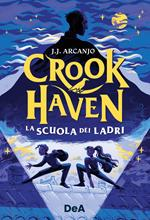 J.J. ARCANJO
CROOK
HAVEN
LA SCUOLA DEI LADRI
DeA